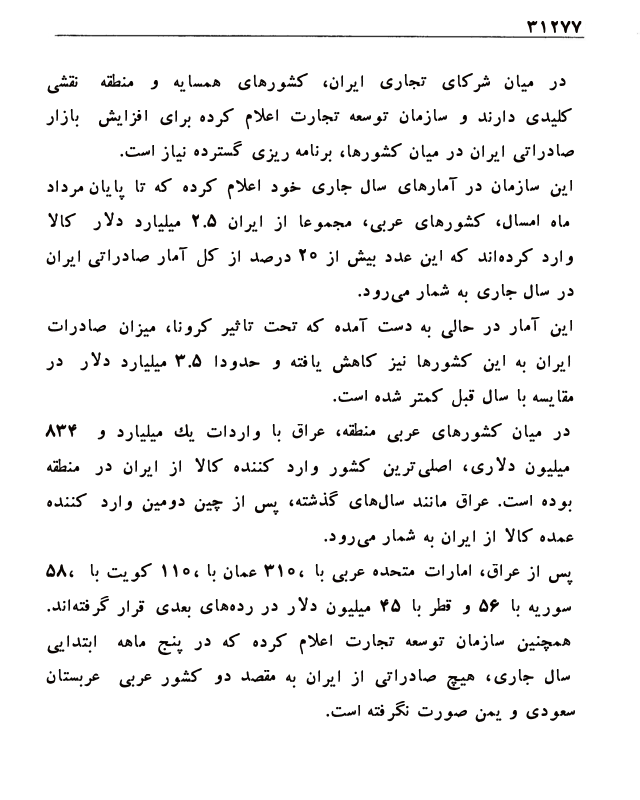 ۳۱۲۷۷
در میان شرکای تجاری ایران، کشورهای همسایه و منطقه نقشی
کلیدی دارند و سازمان توسعه تجارت اعلام کرده برای افزایش بازار
صادراتی ایران در میان کشورها، برنامه ریزی گسترده نیاز است.
این سازمان در آمارهای سال جاری خود اعلام کرده که تا پایان مرداد
ماه امسال، کشورهای عربی، مجموعا از ایران ۲.۵ میلیارد دلار کالا
وارد کرده‌اند که این عدد بیش از ۲۰ درصد از کل آمار صادراتی ایران
در سال جاری به شمار می‌رود.
این آمار در حالی به دست آمده که تحت تاثیر کرونا، میزان صادرات
ایران به این کشورها نیز کاهش یافته و حدودا ۳.۵ میلیارد دلار در
مقایسه با سال قبل کمتر شده است.
در میان کشورهای عربی منطقه، عراق با واردات یك میلیارد و ۸۳۴
میلیون دلاری، اصلی‌ترین کشور وارد کننده کالا از ایران در منطقه
بوده است. عراق مانند سال‌های گذشته، پس از چین دومین وارد کننده
عمده کالا از ایران به شمار می‌رود.
پس از عراق، امارات متحده عربی با ۳۱۰، عمان با ۱۱۰، کویت با ۵۸،
سوریه با ۵۶ و قطر با ۴۵ میلیون دلار در رده‌های بعدی قرار گرفته‌اند.
همچنین سازمان توسعه تجارت اعلام کرده که در پنج ماهه ابتدایی
سال جاری، هیچ صادراتی از ایران به مقصد دو کشور عربی عربستان
سعودی و یمن صورت نگرفته است.